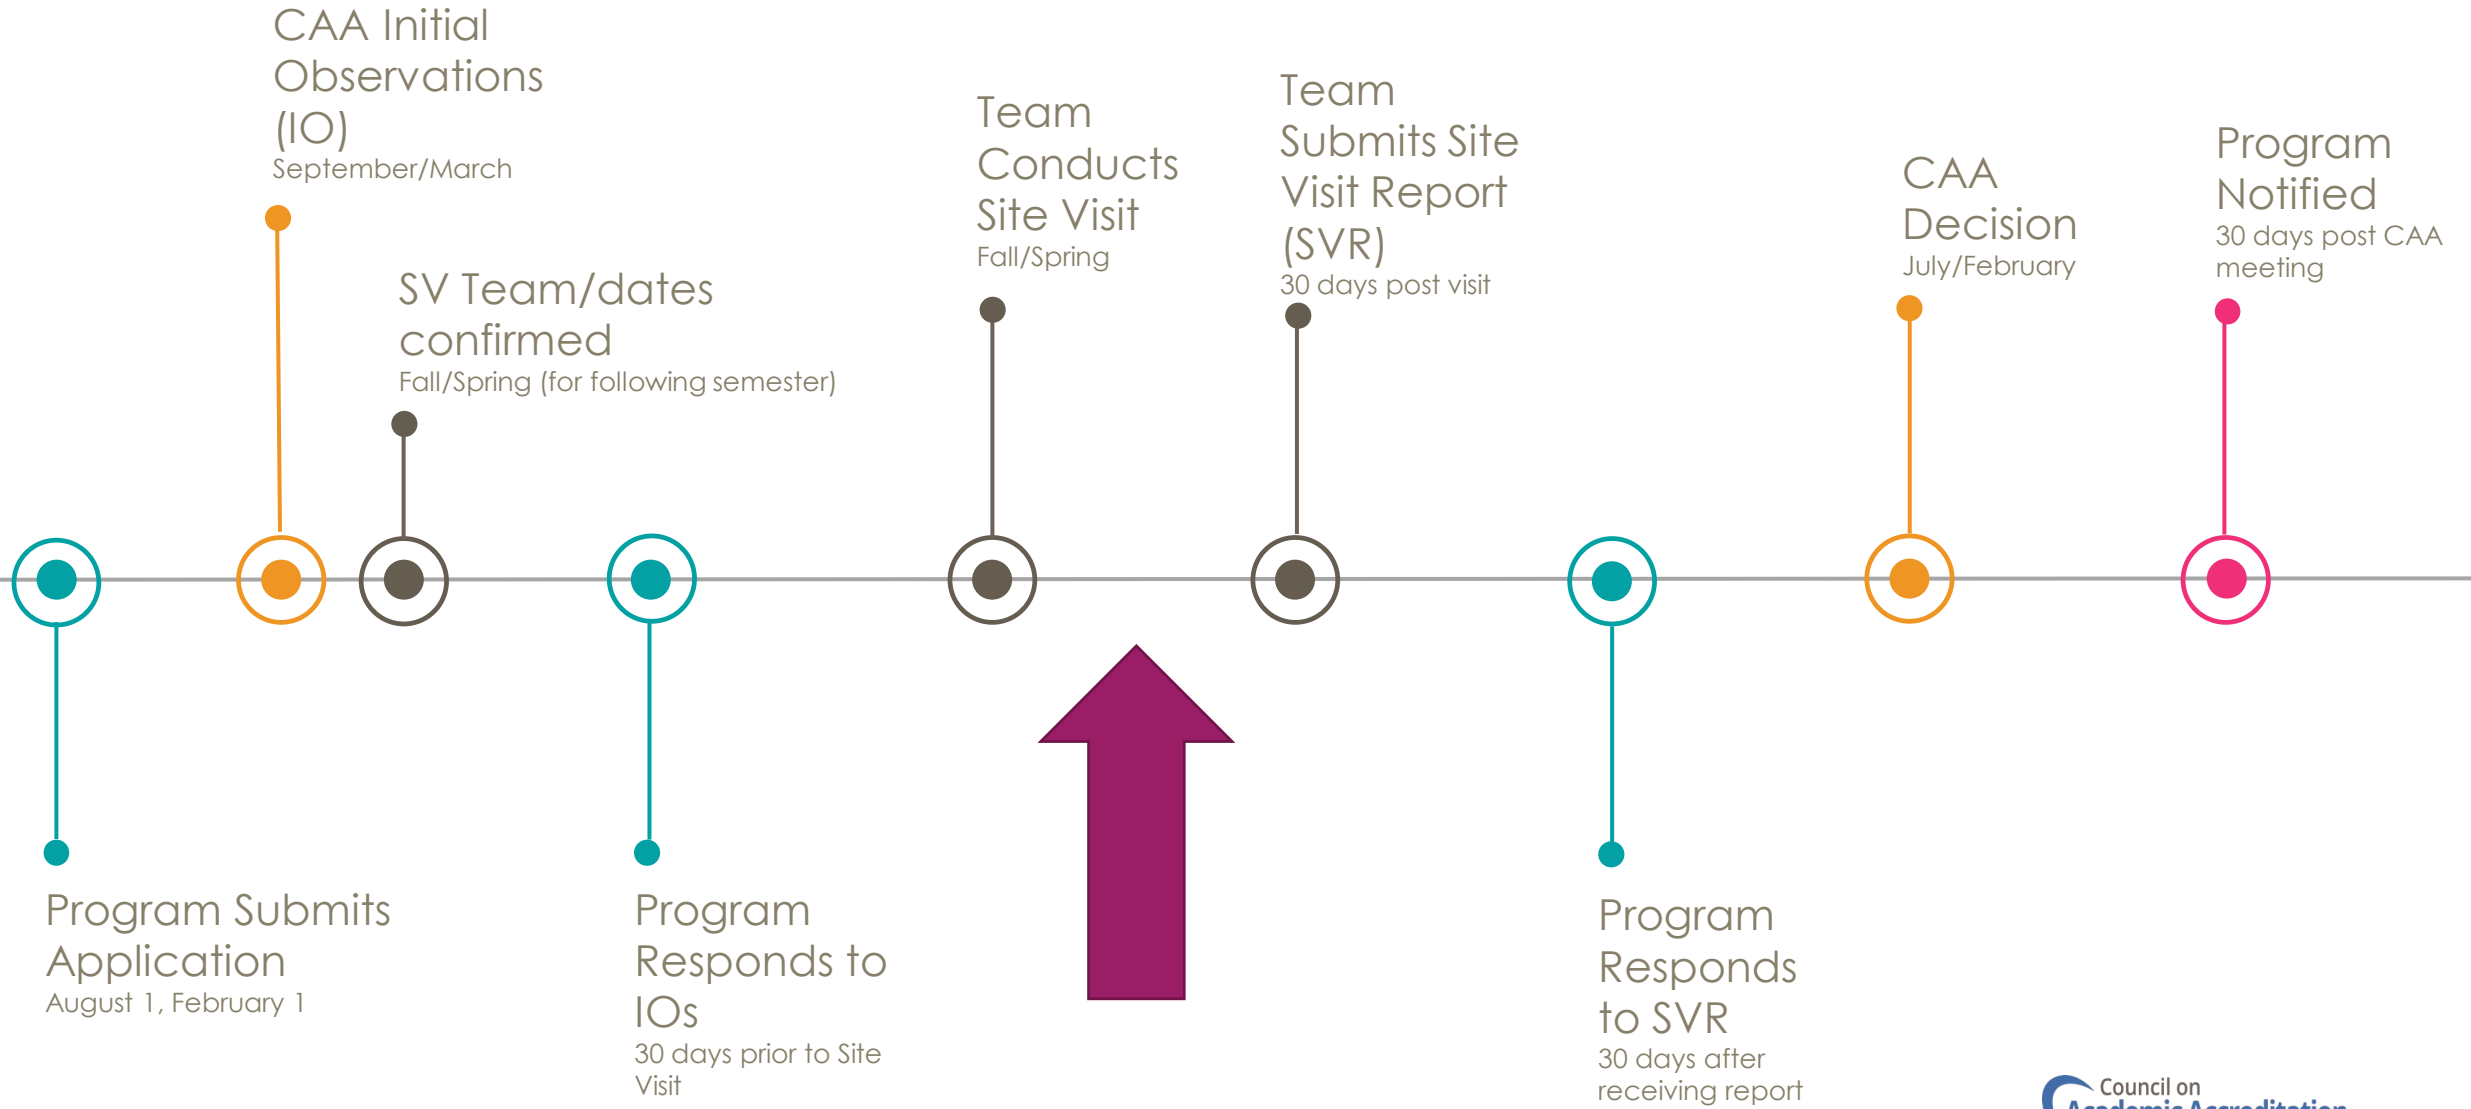 CAA Initial
Observations
(IO)
September/March
SV Team/dates
confirmed
Fall/Spring (for following semester)
Team
Conducts
Site Visit
Fall/Spring
Team
Submits Site
Visit Report
(SVR)
30 days post visit
CAA
Decision
July/February
Program
Notified
30 days post CAA
meeting
Program Submits
Application
August 1, February 1
Program
Responds to
IOs
30 days prior to Site
Visit
Program
Responds
to SVR
30 days after
receiving report
Council on
Academic Accreditation